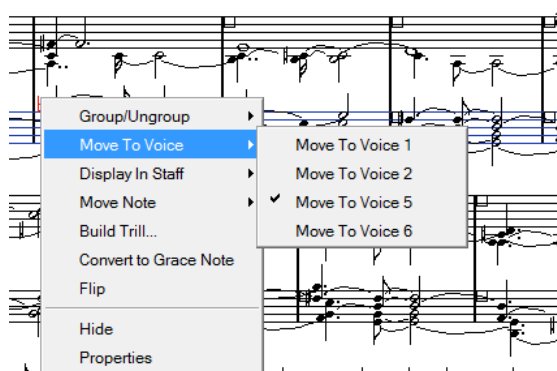 Group/Ungroup
Move To Voice
Display In Staff
Move Note
Build Trill...
Convert to Grace Note
Flip
Hide
Properties
Move To Voice 1
Move To Voice 2
Move To Voice 5
Move To Voice 6